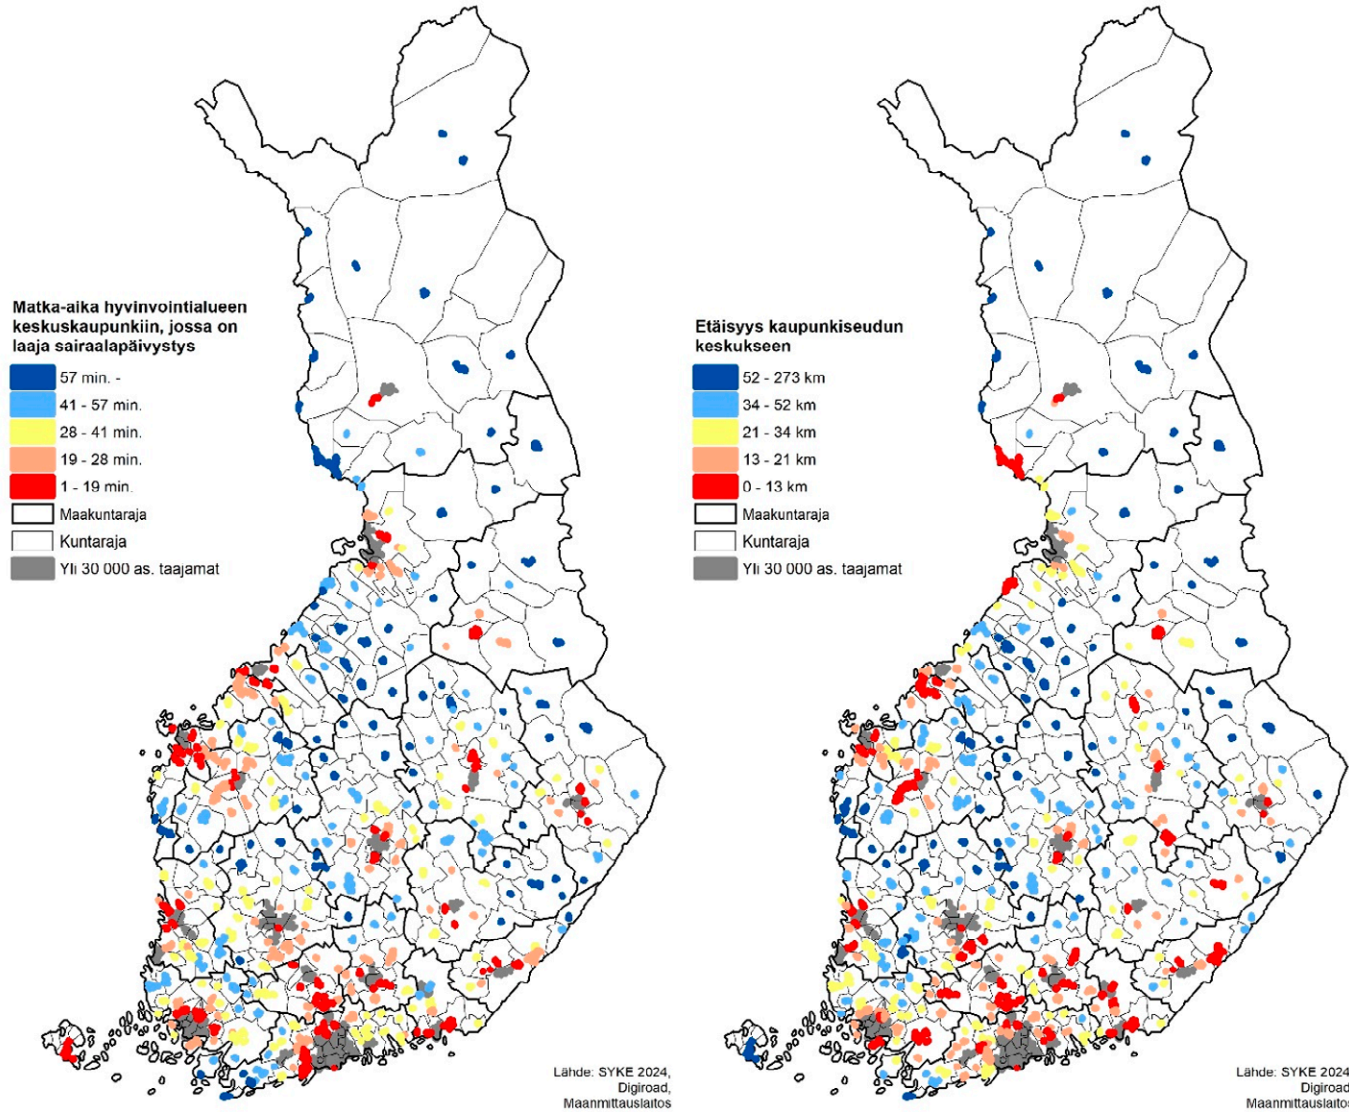 Matka-aika hyvinvointialueen
keskuskaupunkiin, jossa on
laaja sairaalapäivystys
57 min. -
41 - 57 min.
28 - 41 min.
19 - 28 min.
1 - 19 min.
Maakuntaraja
Kuntaraja
Yli 30 000 as. taajamat
Lähde: SYKE 2024,
Digiroad,
Maanmittauslaitos
Etäisyys kaupunkiseudun
keskukseen
52 - 273 km
34 - 52 km
21 - 34 km
13 - 21 km
0 - 13 km
Maakuntaraja
Kuntaraja
Yli 30 000 as. taajamat
Lähde: SYKE 2024
Digiroad
Maanmittauslaitos